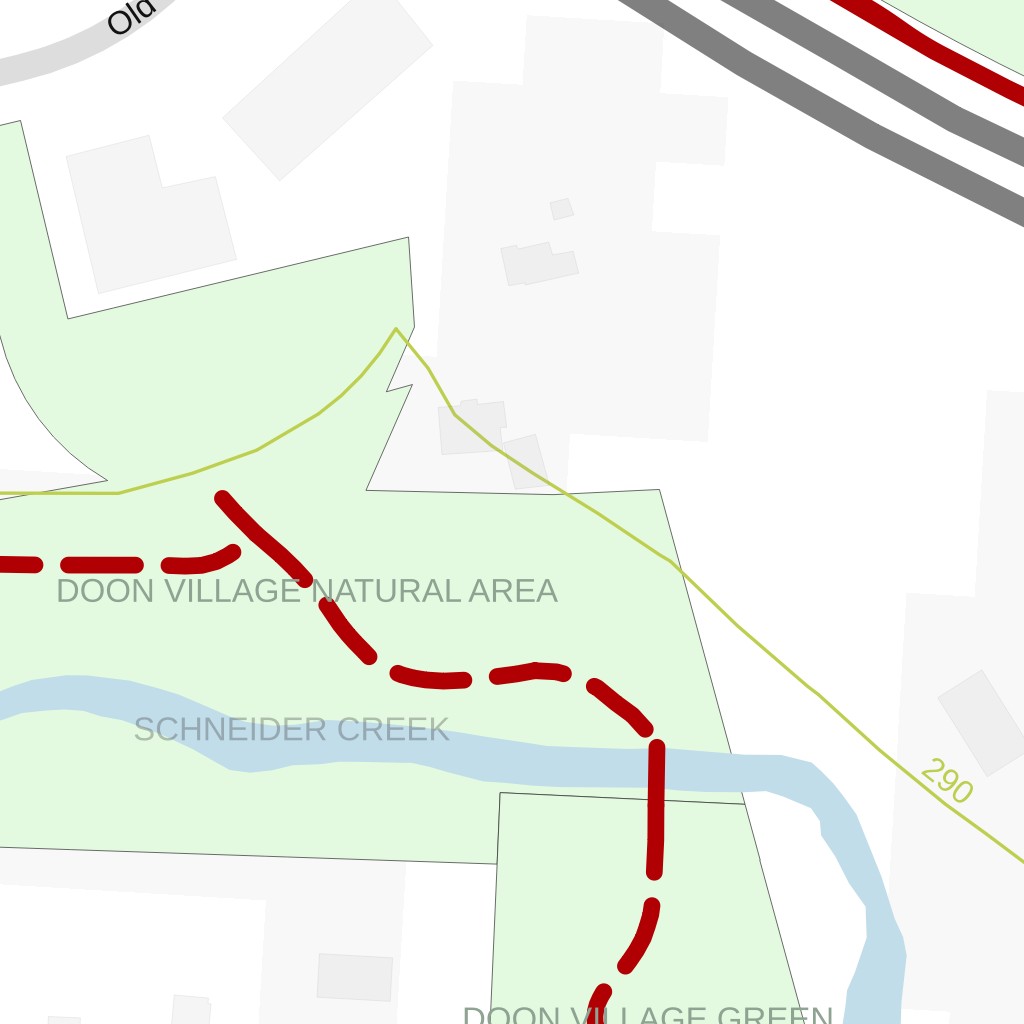 Old
DOON VILLAGE NATURAL AREA
SCHNEIDER CREEK
290
DOON VILLAGE GREEN